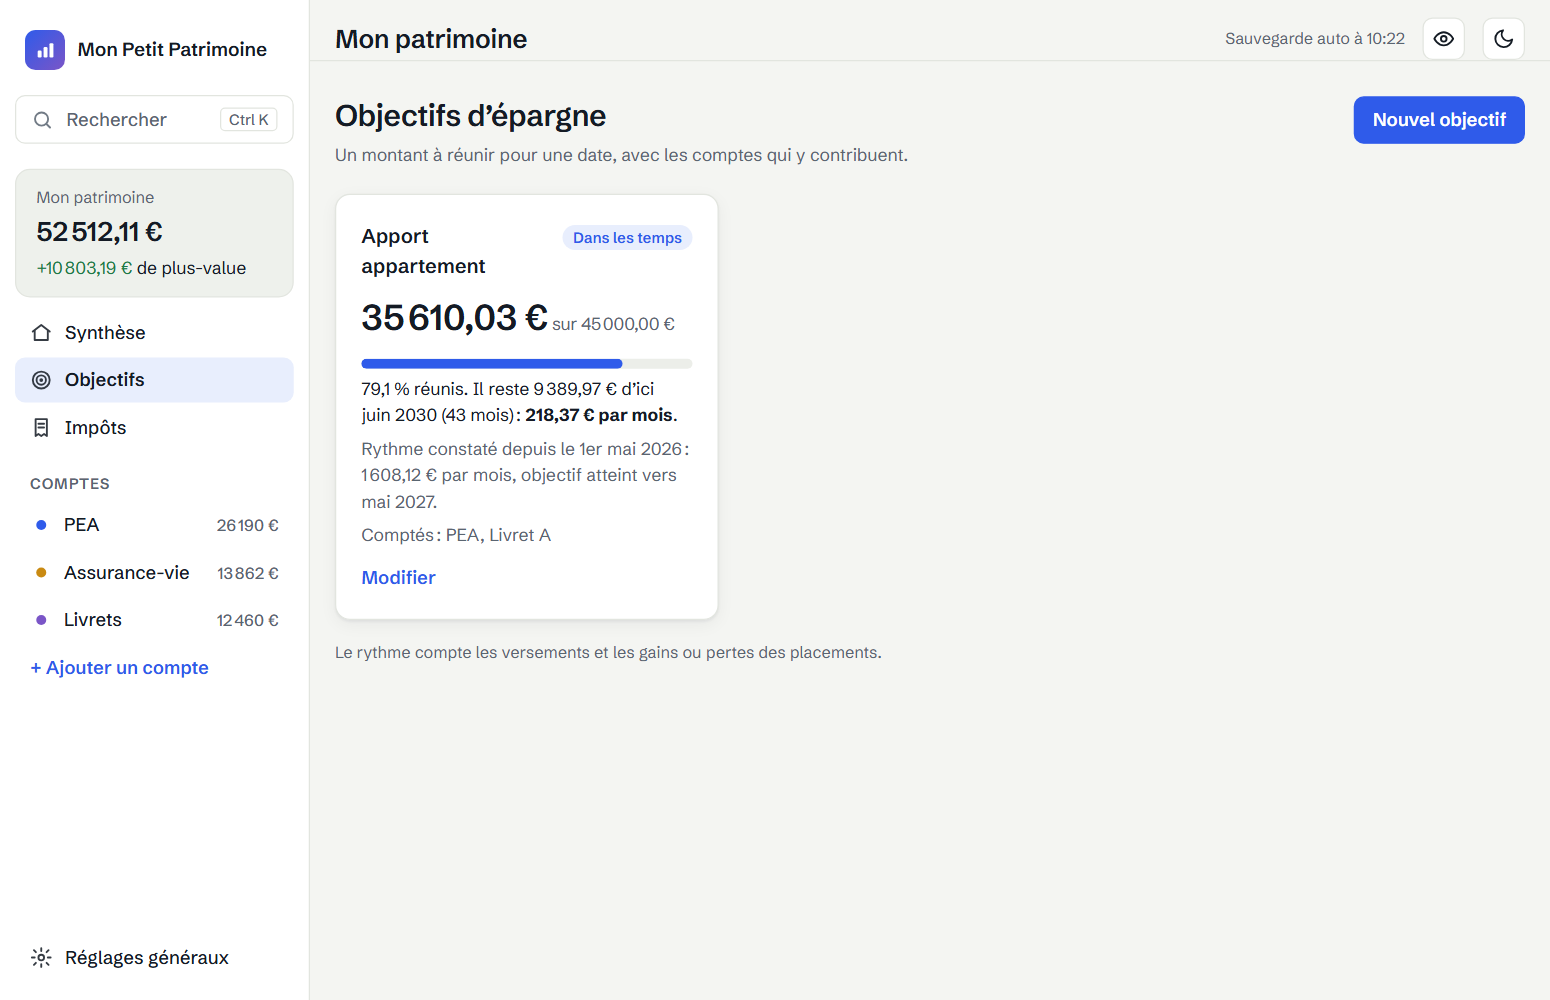 Mon Petit Patrimoine
Rechercher
Ctrl K
Mon patrimoine
52 512,11 €
+10 803,19 € de plus-value
Synthèse
Objectifs
Impôts
COMPTES
PEA 26 190 €
Assurance-vie 13 862 €
Livrets 12 460 €
+ Ajouter un compte
Réglages généraux
Mon patrimoine
Sauvegarde auto à 10:22
Objectifs d’épargne
Un montant à réunir pour une date, avec les comptes qui y contribuent.
Nouvel objectif
Apport
appartement
Dans les temps
35 610,03 € sur 45 000,00 €
79,1 % réunis. Il reste 9 389,97 € d’ici
juin 2030 (43 mois) : 218,37 € par mois.
Rythme constaté depuis le 1er mai 2026 :
1 608,12 € par mois, objectif atteint vers
mai 2027.
Comptés : PEA, Livret A
Modifier
Le rythme compte les versements et les gains ou pertes des placements.